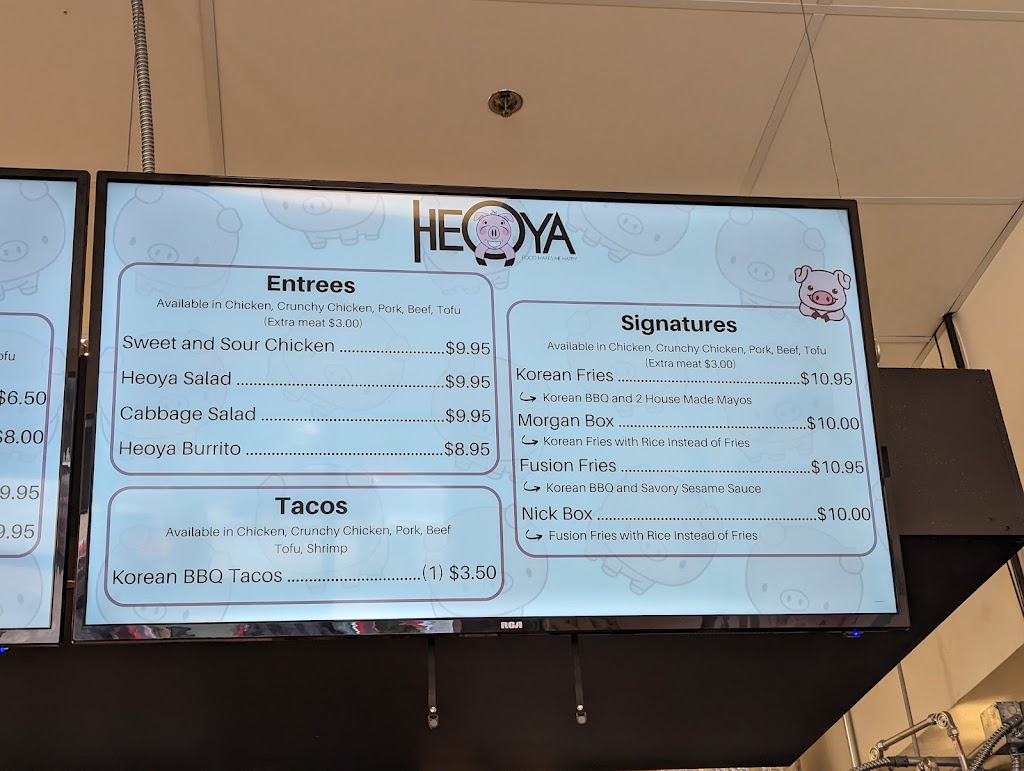 ofu
$6.50
$8.00
9.95
9.95
HEOYA
FOOD MAKES ME HAPPY
Entrees
Available in Chicken, Crunchy Chicken, Pork, Beef, Tofu
(Extra meat $3.00)
Sweet and Sour Chicken ........................$9.95
Heoya Salad ................................................$9.95
Cabbage Salad ..........................................$9.95
Heoya Burrito .............................................$8.95
Tacos
Available in Chicken, Crunchy Chicken, Pork, Beef
Tofu, Shrimp
Korean BBQ Tacos .............................(1) $3.50
Signatures
Available in Chicken, Crunchy Chicken, Pork, Beef, Tofu
(Extra meat $3.00)
Korean Fries .........................................$10.95
Korean BBQ and 2 House Made Mayos
Morgan Box ..........................................$10.00
Korean Fries with Rice Instead of Fries
Fusion Fries ..........................................$10.95
Korean BBQ and Savory Sesame Sauce
Nick Box .................................................$10.00
Fusion Fries with Rice Instead of Fries
RCA